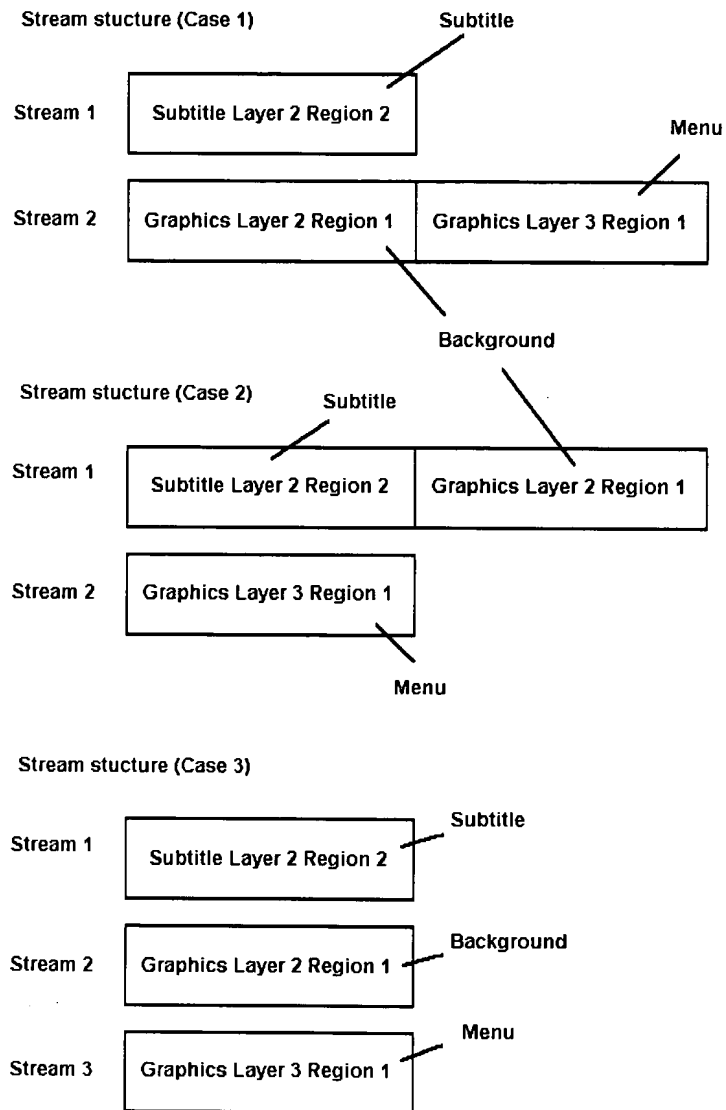 Stream stucture (Case 1)
Subtitle
Stream 1
Subtitle Layer 2 Region 2
Menu
Stream 2
Graphics Layer 2 Region 1
Graphics Layer 3 Region 1
Background
Stream stucture (Case 2)
Subtitle
Stream 1
Subtitle Layer 2 Region 2
Graphics Layer 2 Region 1
Stream 2
Graphics Layer 3 Region 1
Menu
Stream stucture (Case 3)
Subtitle
Stream 1
Subtitle Layer 2 Region 2
Background
Stream 2
Graphics Layer 2 Region 1
Menu
Stream 3
Graphics Layer 3 Region 1